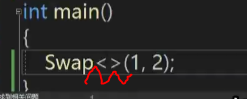 int main()
{
Swap<>(1, 2);
}